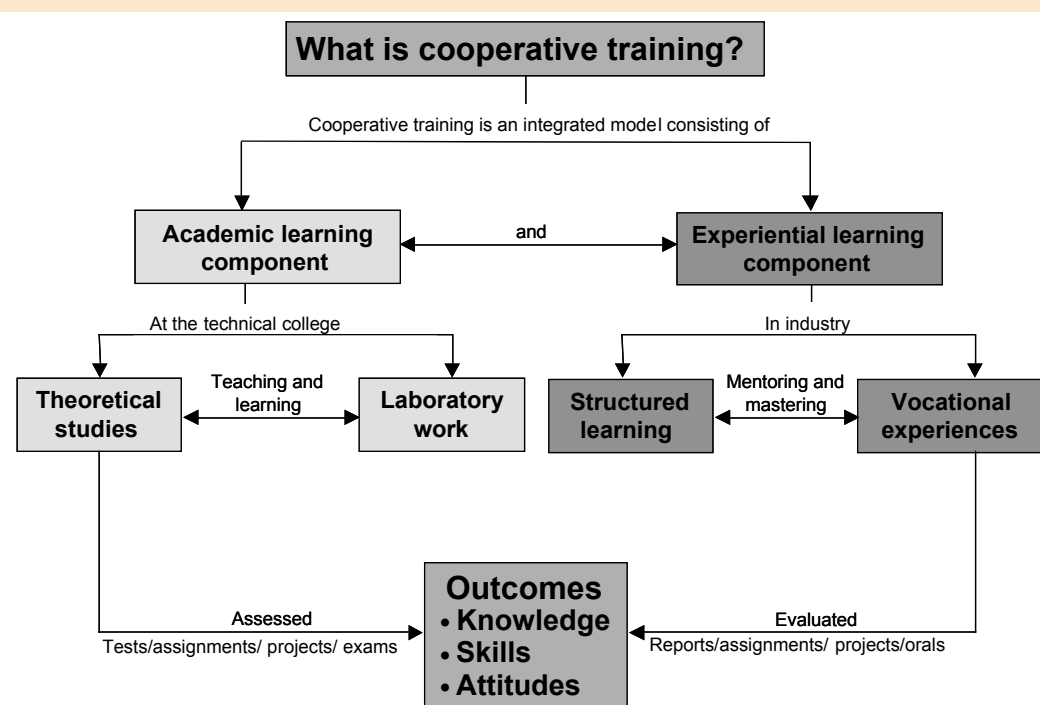 What is cooperative training?
Cooperative training is an integrated model consisting of
Academic learning
component
and
Experiential learning
component
At the technical college
In industry
Theoretical
studies
Teaching and
learning
Laboratory
work
Structured
learning
Mentoring and
mastering
Vocational
experiences
Outcomes
• Knowledge
• Skills
• Attitudes
Assessed
Tests/assignments/ projects/ exams
Evaluated
Reports/assignments/ projects/orals